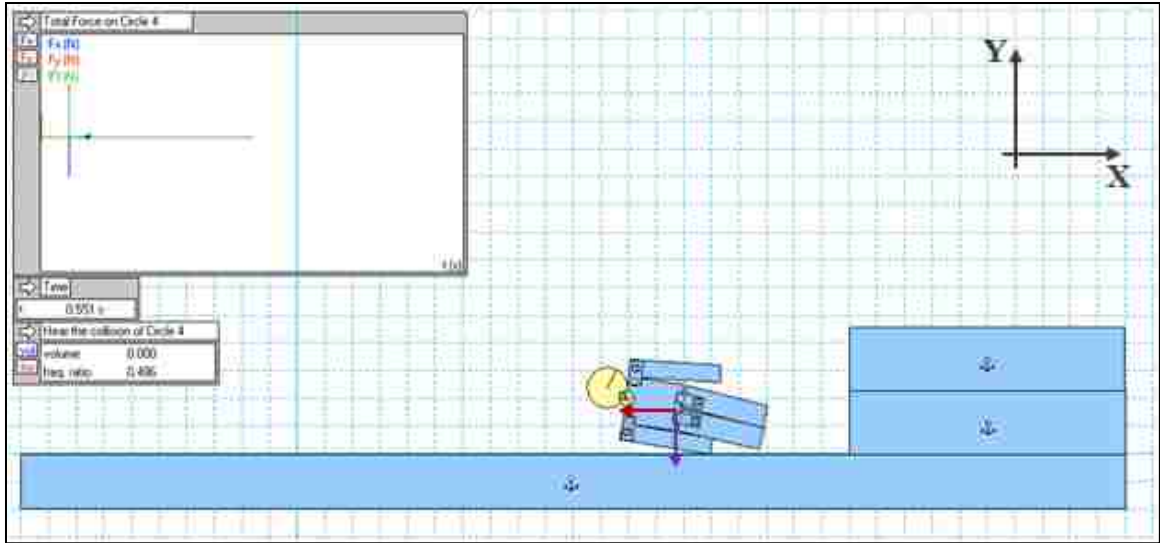 Total Force on Circle 4
Fx (N)
Fy (N)
t (s)
Time
0.551 s
Hear the collision of Circle 4
volume 0.000
freq. ratio 0.486
Y
X